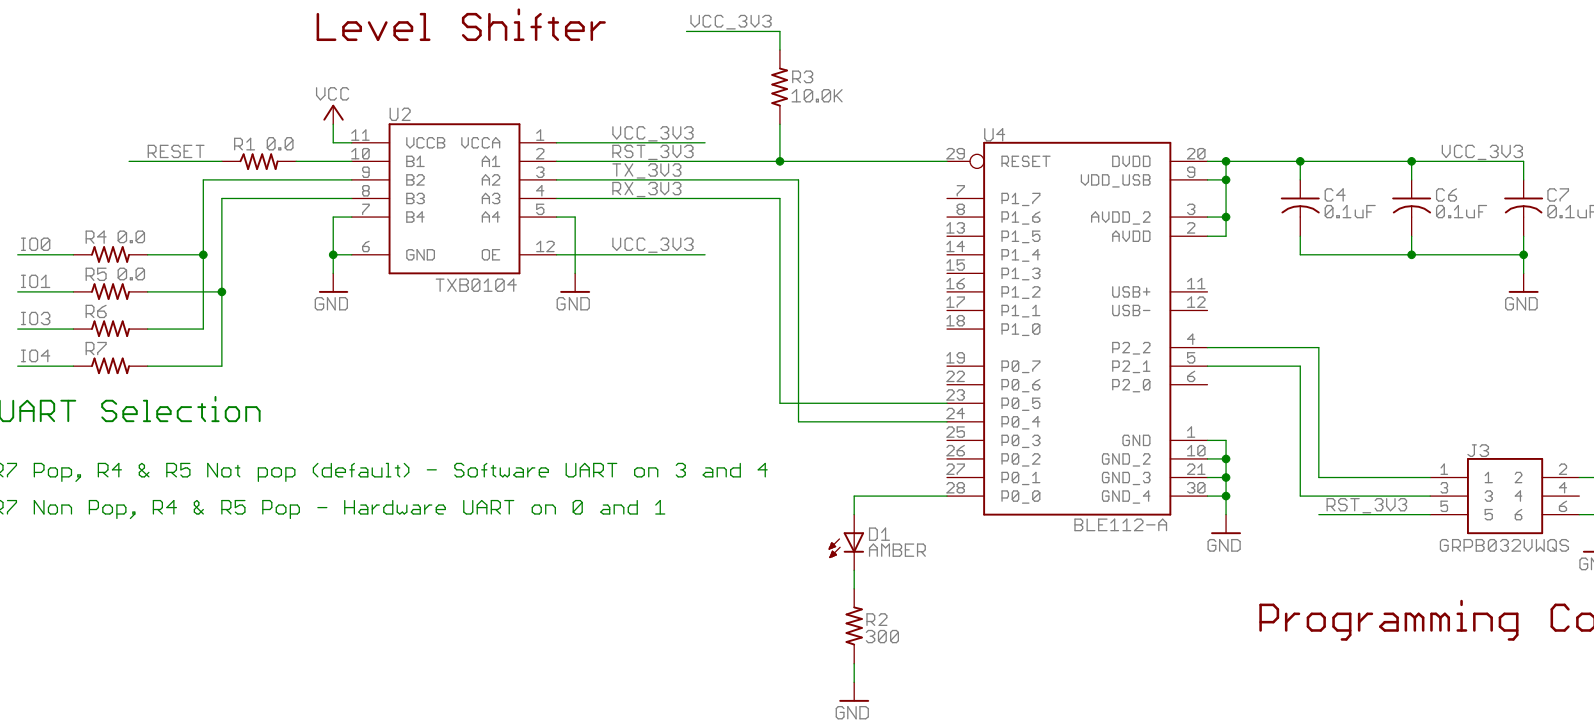 Level Shifter
VCC_3V3
R3
10.0K
VCC
U2
RESET
R1 0.0
11 VCCB VCCA 1 VCC_3V3
10 B1 A1 2 RST_3V3
9 B2 A2 3 TX_3V3
8 B3 A3 4 RX_3V3
7 B4 A4 5
6 GND OE 12 VCC_3V3
TXB0104
GND
GND
IO0 R4 0.0
IO1 R5 0.0
IO3 R6
IO4 R7
UART Selection
R7 Pop, R4 & R5 Not pop (default) - Software UART on 3 and 4
R7 Non Pop, R4 & R5 Pop - Hardware UART on 0 and 1
U4
29 RESET DVDD 20
VDD_USB 9
7 P1_7
8 P1_6 AVDD_2 3
13 P1_5 AVDD 2
14 P1_4
15 P1_3
16 P1_2 USB+ 11
17 P1_1 USB- 12
18 P1_0
P2_2 4
19 P0_7 P2_1 5
22 P0_6 P2_0 6
23 P0_5
24 P0_4
25 P0_3 GND 1
26 P0_2 GND_2 10
27 P0_1 GND_3 21
28 P0_0 GND_4 30
BLE112-A
GND
VCC_3V3
C4
0.1uF
C6
0.1uF
C7
0.1uF
GND
D1
AMBER
R2
300
GND
J3
1 1 2 2
3 3 4 4
RST_3V3 5 5 6 6
GRPB032VWQS
Programming Co